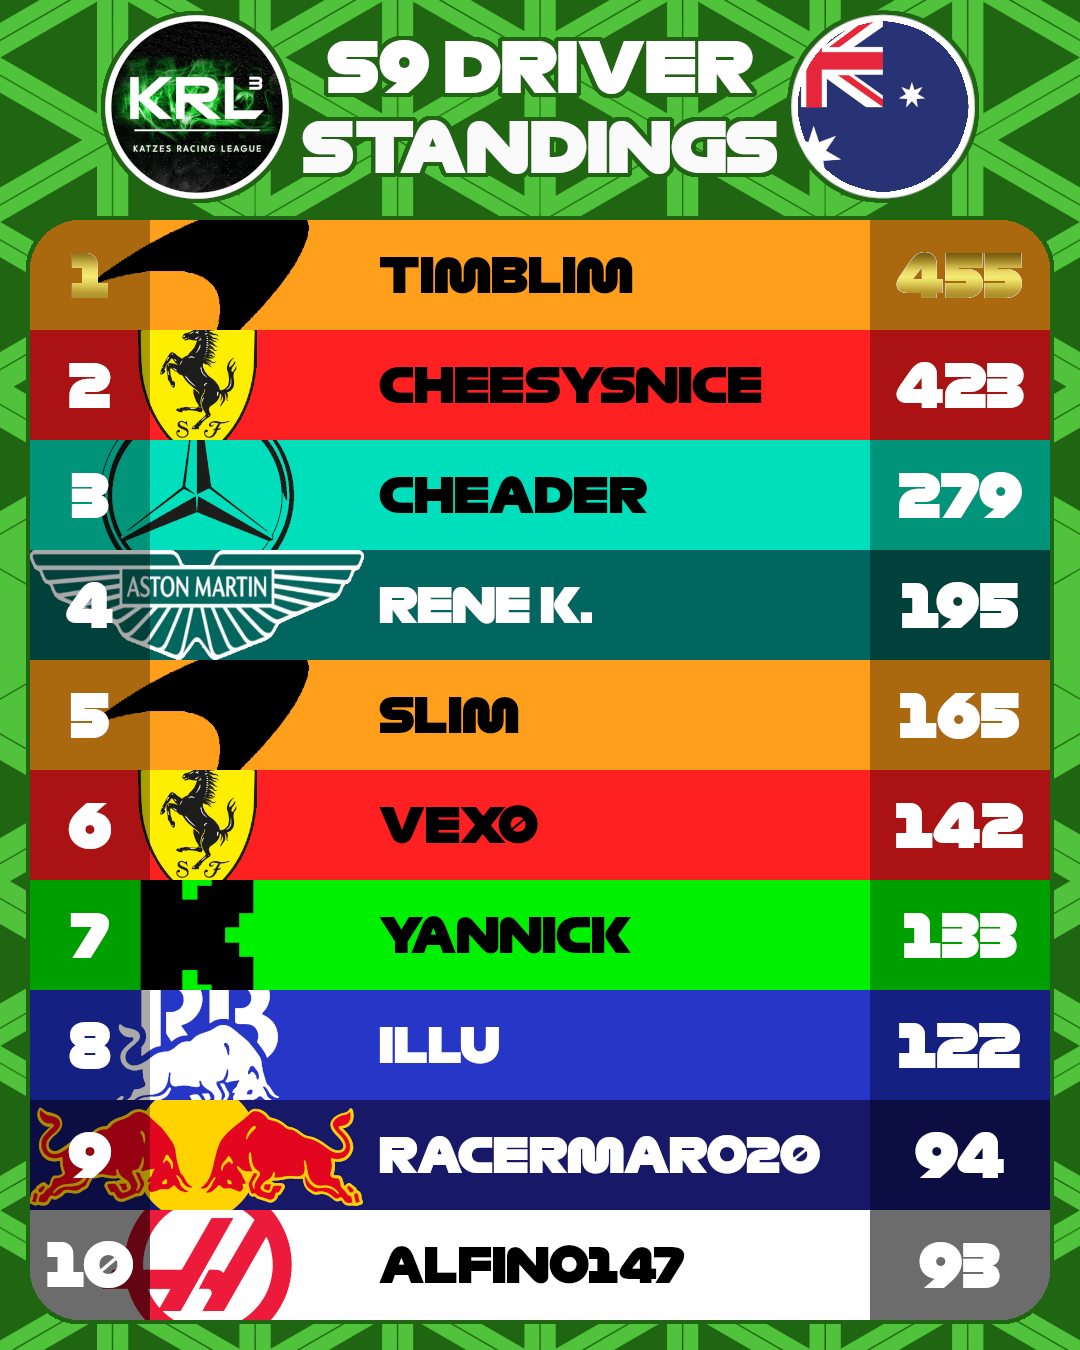 KRL3
KATZES RACING LEAGUE
S9 DRIVER
STANDINGS
1 TIMBLIM 455
2 S F CHEESYSNICE 423
3 CHEADER 279
4 ASTON MARTIN RENE K. 195
5 SLIM 165
6 S F VEX0 142
7 K YANNICK 133
8 RB ILLU 122
9 RACERMARO20 94
10 H ALFINO147 93